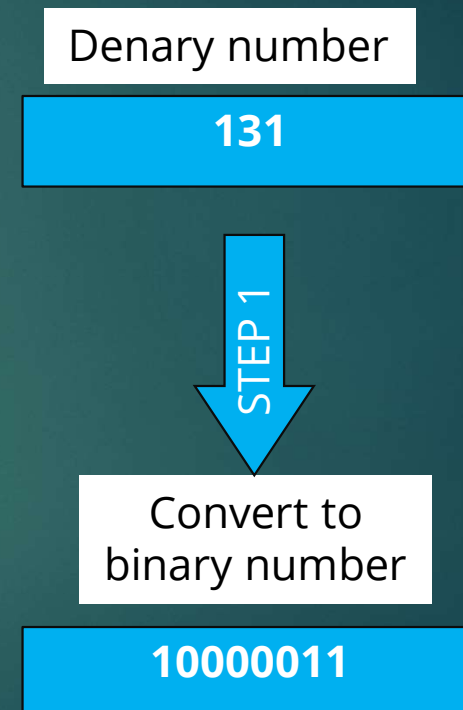 Denary number
131
STEP 1
Convert to
binary number
10000011